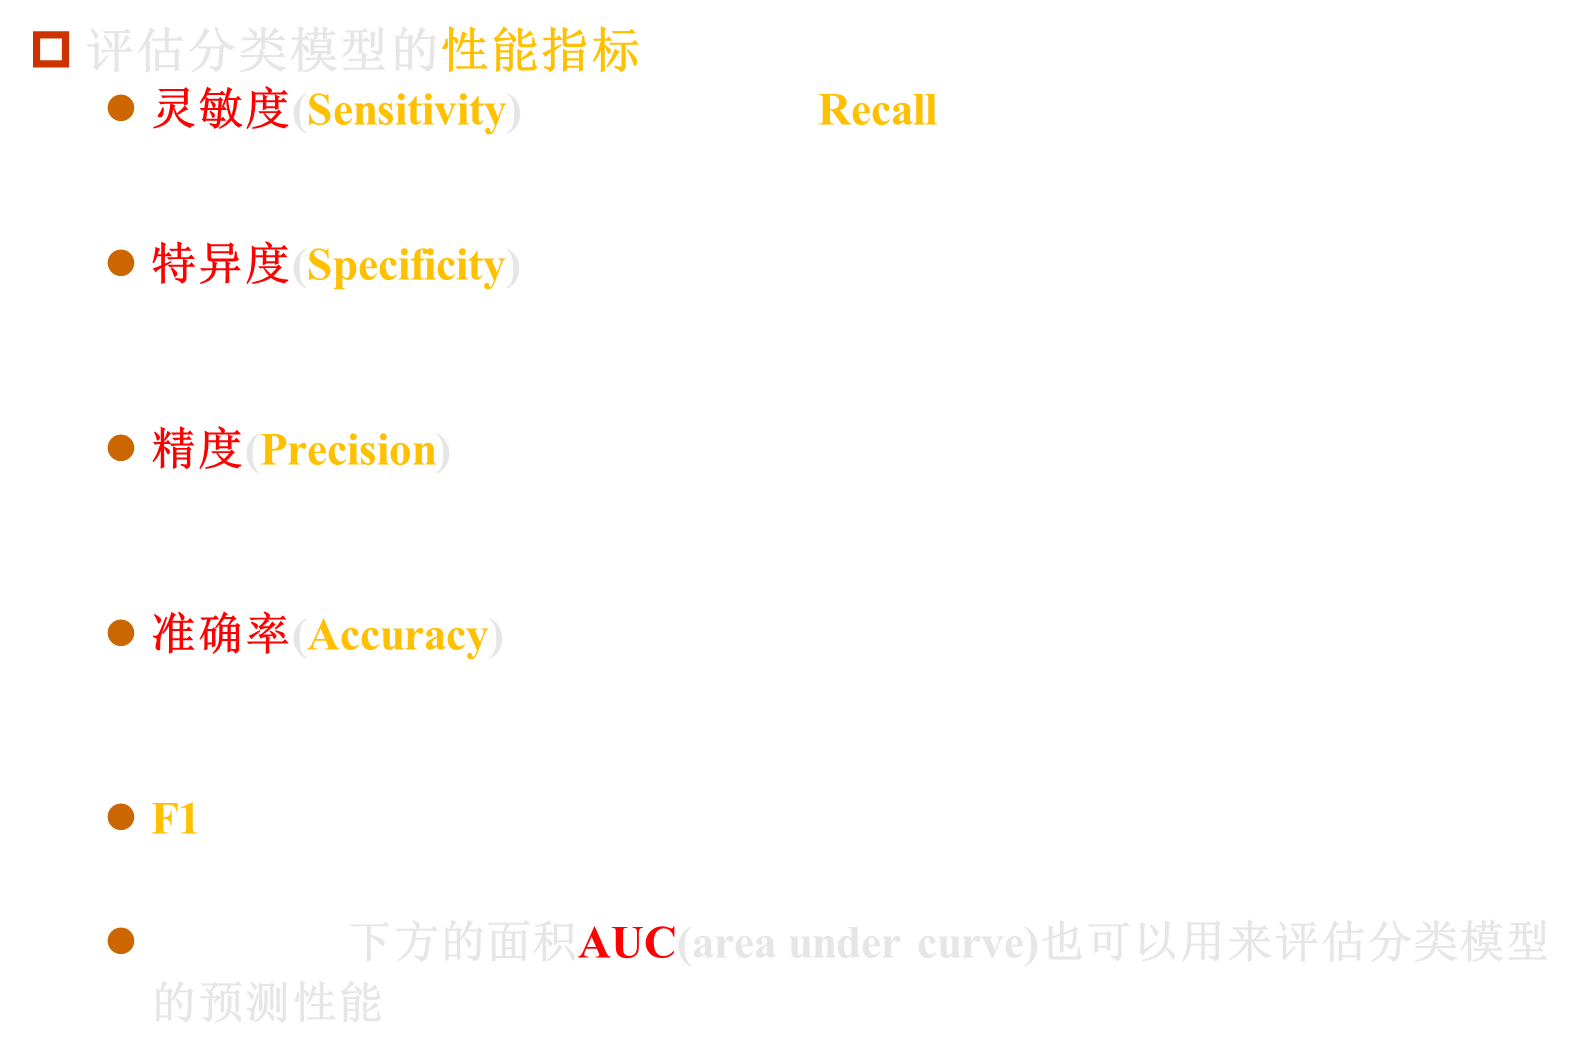 评估分类模型的性能指标
灵敏度(Sensitivity) Recall
特异度(Specificity)
精度(Precision)
准确率(Accuracy)
F1
下方的面积AUC(area under curve)也可以用来评估分类模型
的预测性能